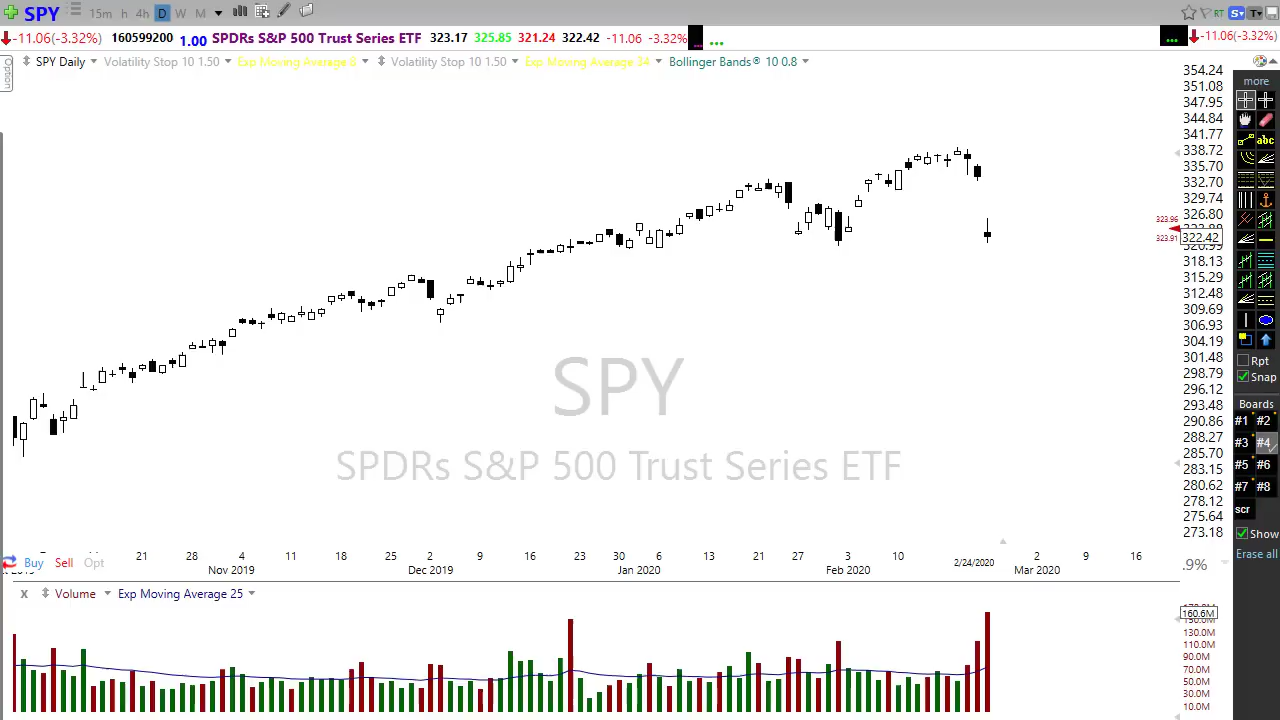 SPY 15m h 4h D W M RT S T
-11.06(-3.32%) 160599200 1.00 SPDRs S&P 500 Trust Series ETF 323.17 325.85 321.24 322.42 -11.06 -3.32% ... ... ... -11.06(-3.32%)
Option
SPY Daily Volatility Stop 10 1.50 Exp Moving Average 8 Volatility Stop 10 1.50 Exp Moving Average 34 Bollinger Bands® 10 0.8
354.24
351.08
347.95
344.84
341.77
338.72
335.70
332.70
329.74
326.80
323.96
322.42
323.91
318.13
315.29
312.48
309.69
306.93
304.19
301.48
298.79
296.12
293.48
290.86
288.27
285.70
283.15
280.62
278.12
275.64
273.18
more
abc
Rpt
Snap
Boards
#1 #2
#3 #4
#5 #6
#7 #8
scr
Show
Erase all
SPY
SPDRs S&P 500 Trust Series ETF
21 28 4 11 18 25 2 9 16 23 30 6 13 21 27 3 10 2 9 16
Buy Sell Opt
Nov 2019 Dec 2019 Jan 2020 Feb 2020 2/24/2020 Mar 2020
.9%
x Volume Exp Moving Average 25
160.6M
130.0M
110.0M
90.0M
70.0M
50.0M
30.0M
10.0M